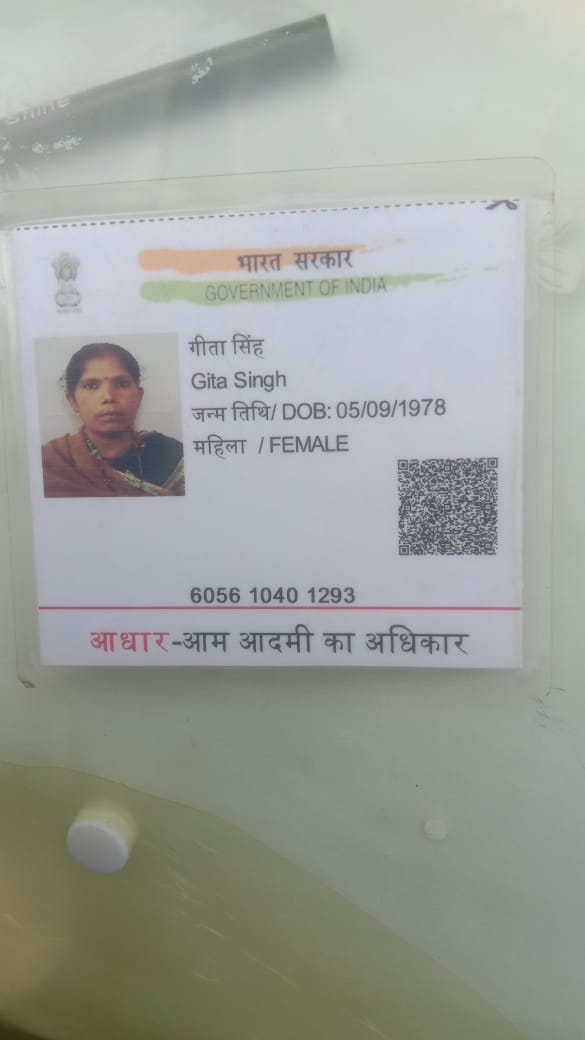 shine
भारत सरकार
GOVERNMENT OF INDIA
गीता सिंह
Gita Singh
जन्म तिथि/ DOB: 05/09/1978
महिला / FEMALE
6056 1040 1293
आधार-आम आदमी का अधिकार